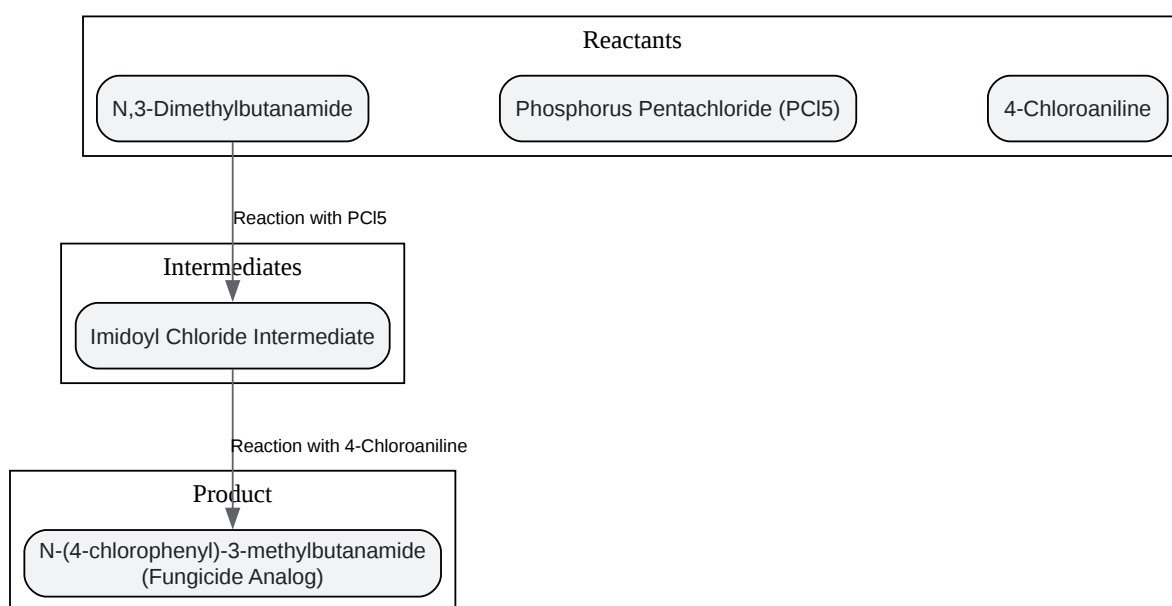 Reactants
N,3-Dimethylbutanamide
Phosphorus Pentachloride (PCl5)
4-Chloroaniline
Reaction with PCl5
Intermediates
Imidoyl Chloride Intermediate
Reaction with 4-Chloroaniline
Product
N-(4-chlorophenyl)-3-methylbutanamide
(Fungicide Analog)